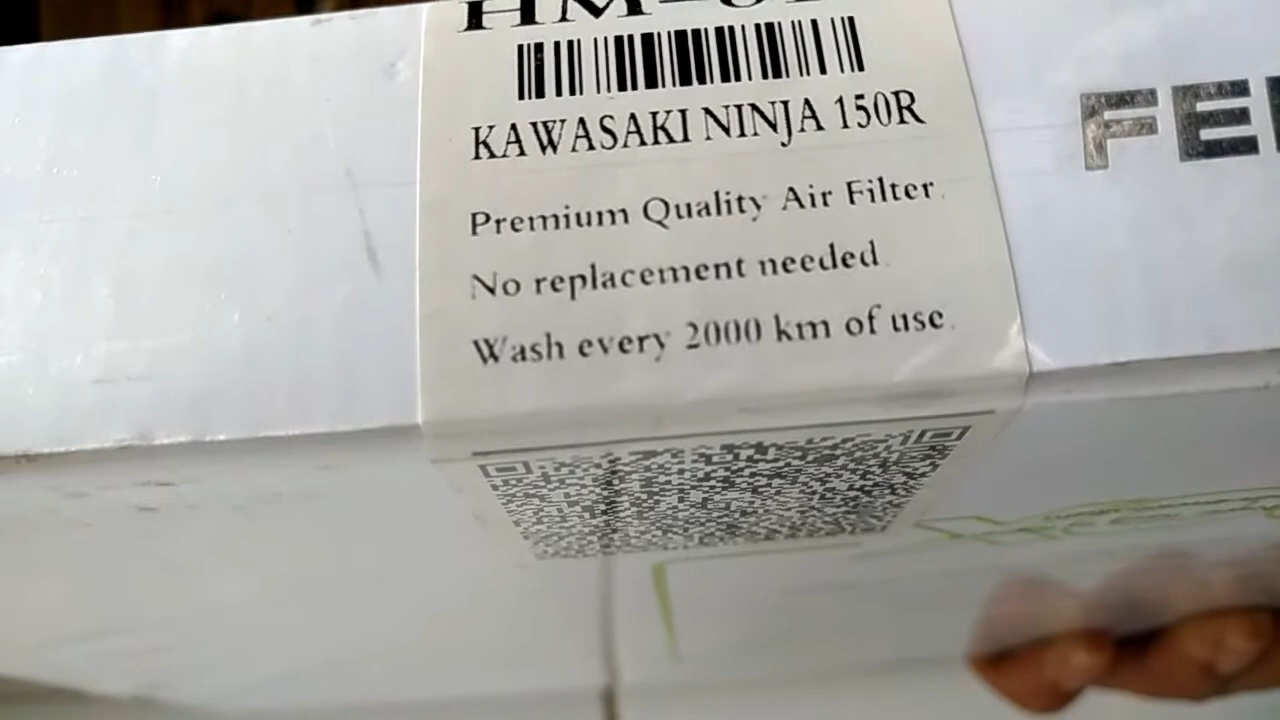 KAWASAKI NINJA 150R
Premium Quality Air Filter.
No replacement needed.
Wash every 2000 km of use.